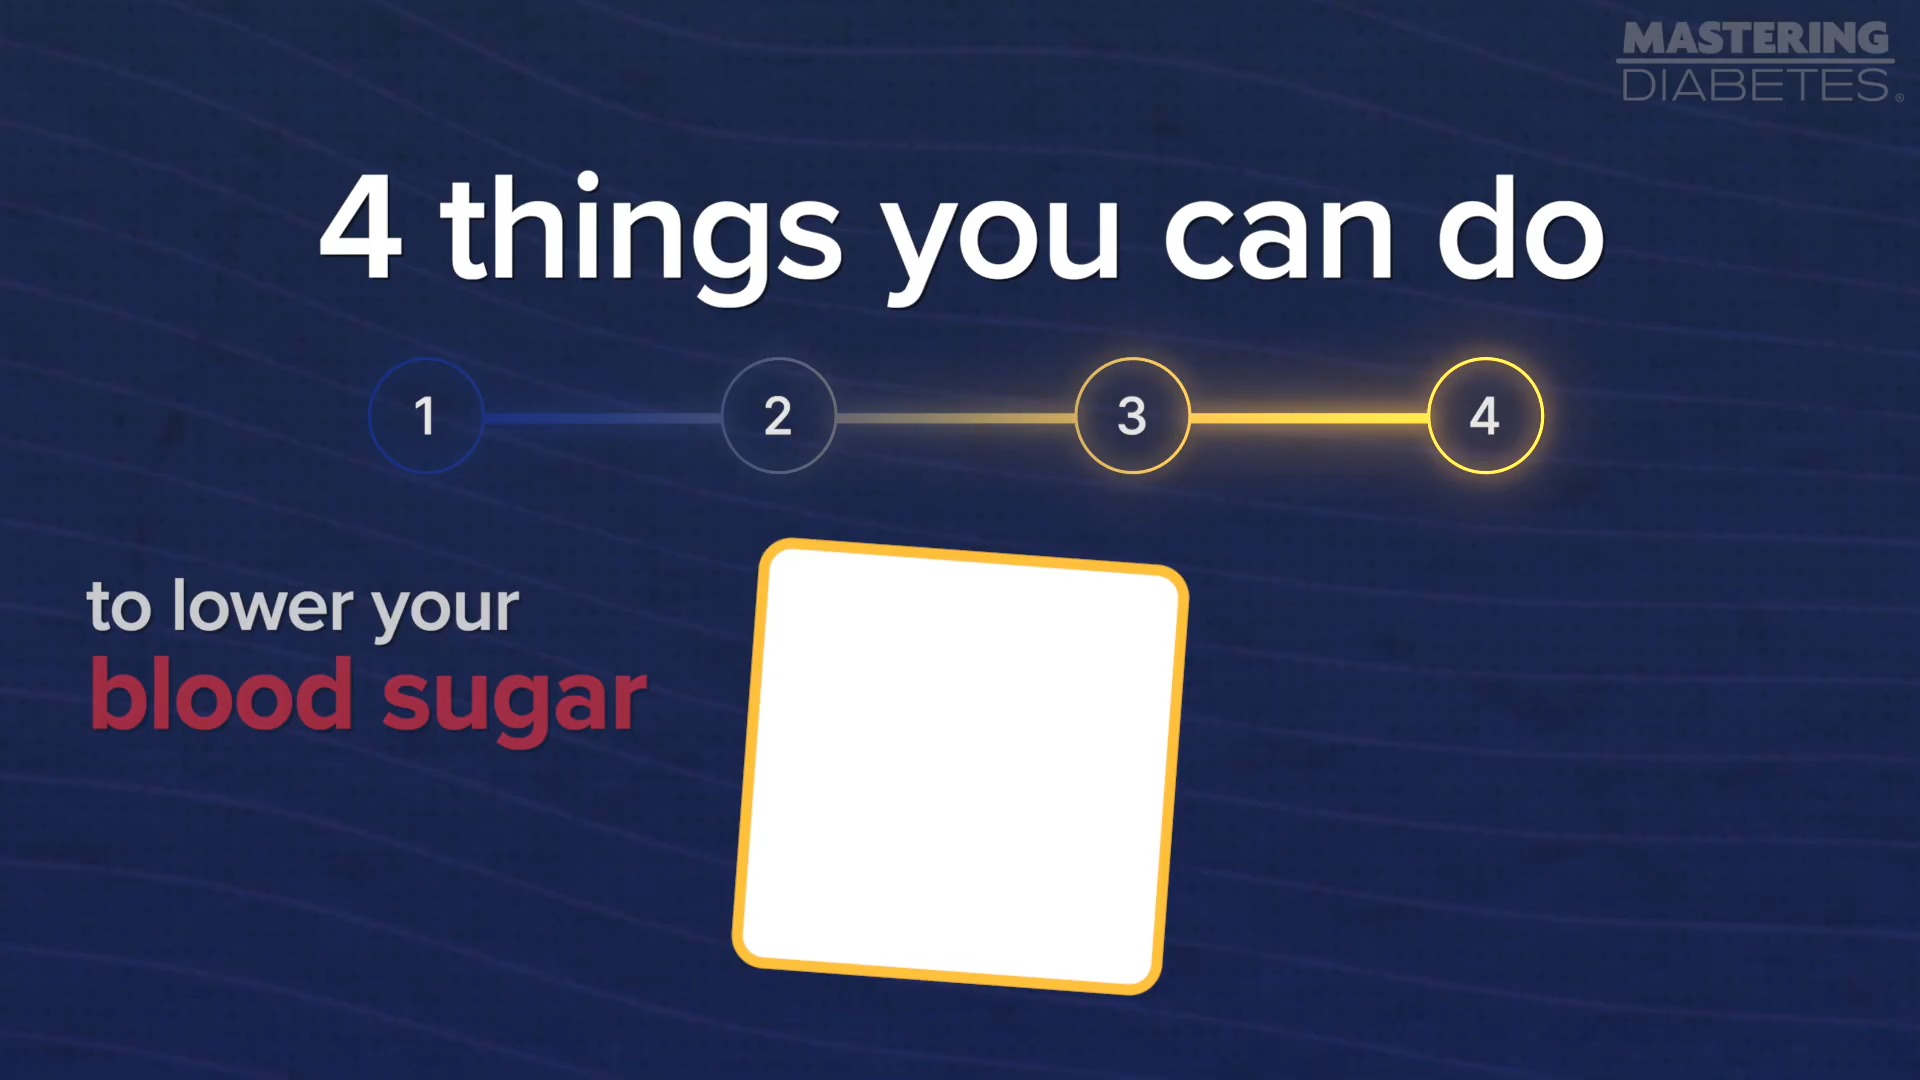 MASTERING
DIABETES®
4 things you can do
1 2 3 4
to lower your
blood sugar